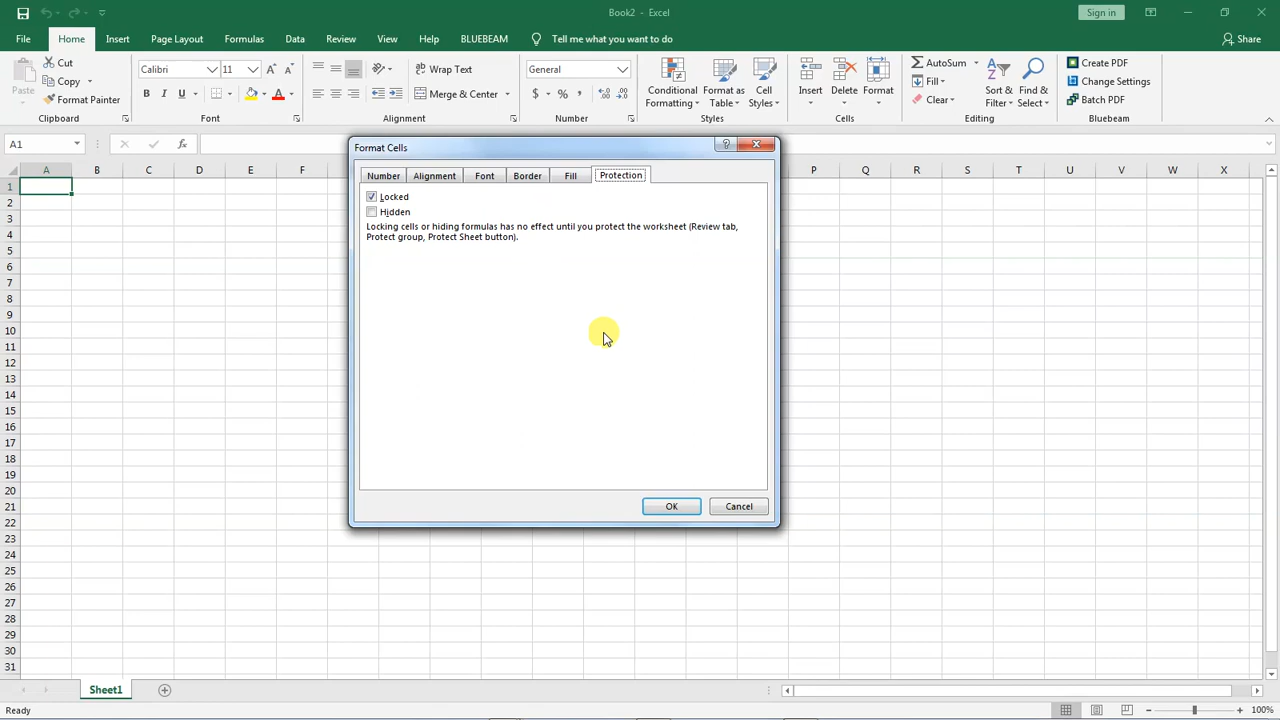 Book2 - Excel
Sign in
File Home Insert Page Layout Formulas Data Review View Help BLUEBEAM Tell me what you want to do Share
Paste
Cut
Copy
Format Painter
Clipboard
Calibri 11
B I U
Font
Wrap Text
Merge & Center
Alignment
General
$ % ,
Number
Conditional Formatting
Format as Table
Cell Styles
Styles
Insert Delete Format
Cells
AutoSum
Fill
Clear
Sort & Filter
Find & Select
Editing
Create PDF
Change Settings
Batch PDF
Bluebeam
A1
fx
A B C D E F P Q R S T U V W X
Format Cells
Number Alignment Font Border Fill Protection
Locked
Hidden
Locking cells or hiding formulas has no effect until you protect the worksheet (Review tab,
Protect group, Protect Sheet button).
OK Cancel
1
2
3
4
5
6
7
8
9
10
11
12
13
14
15
16
17
18
19
20
21
22
23
24
25
26
27
28
29
30
31
Sheet1
Ready
100%